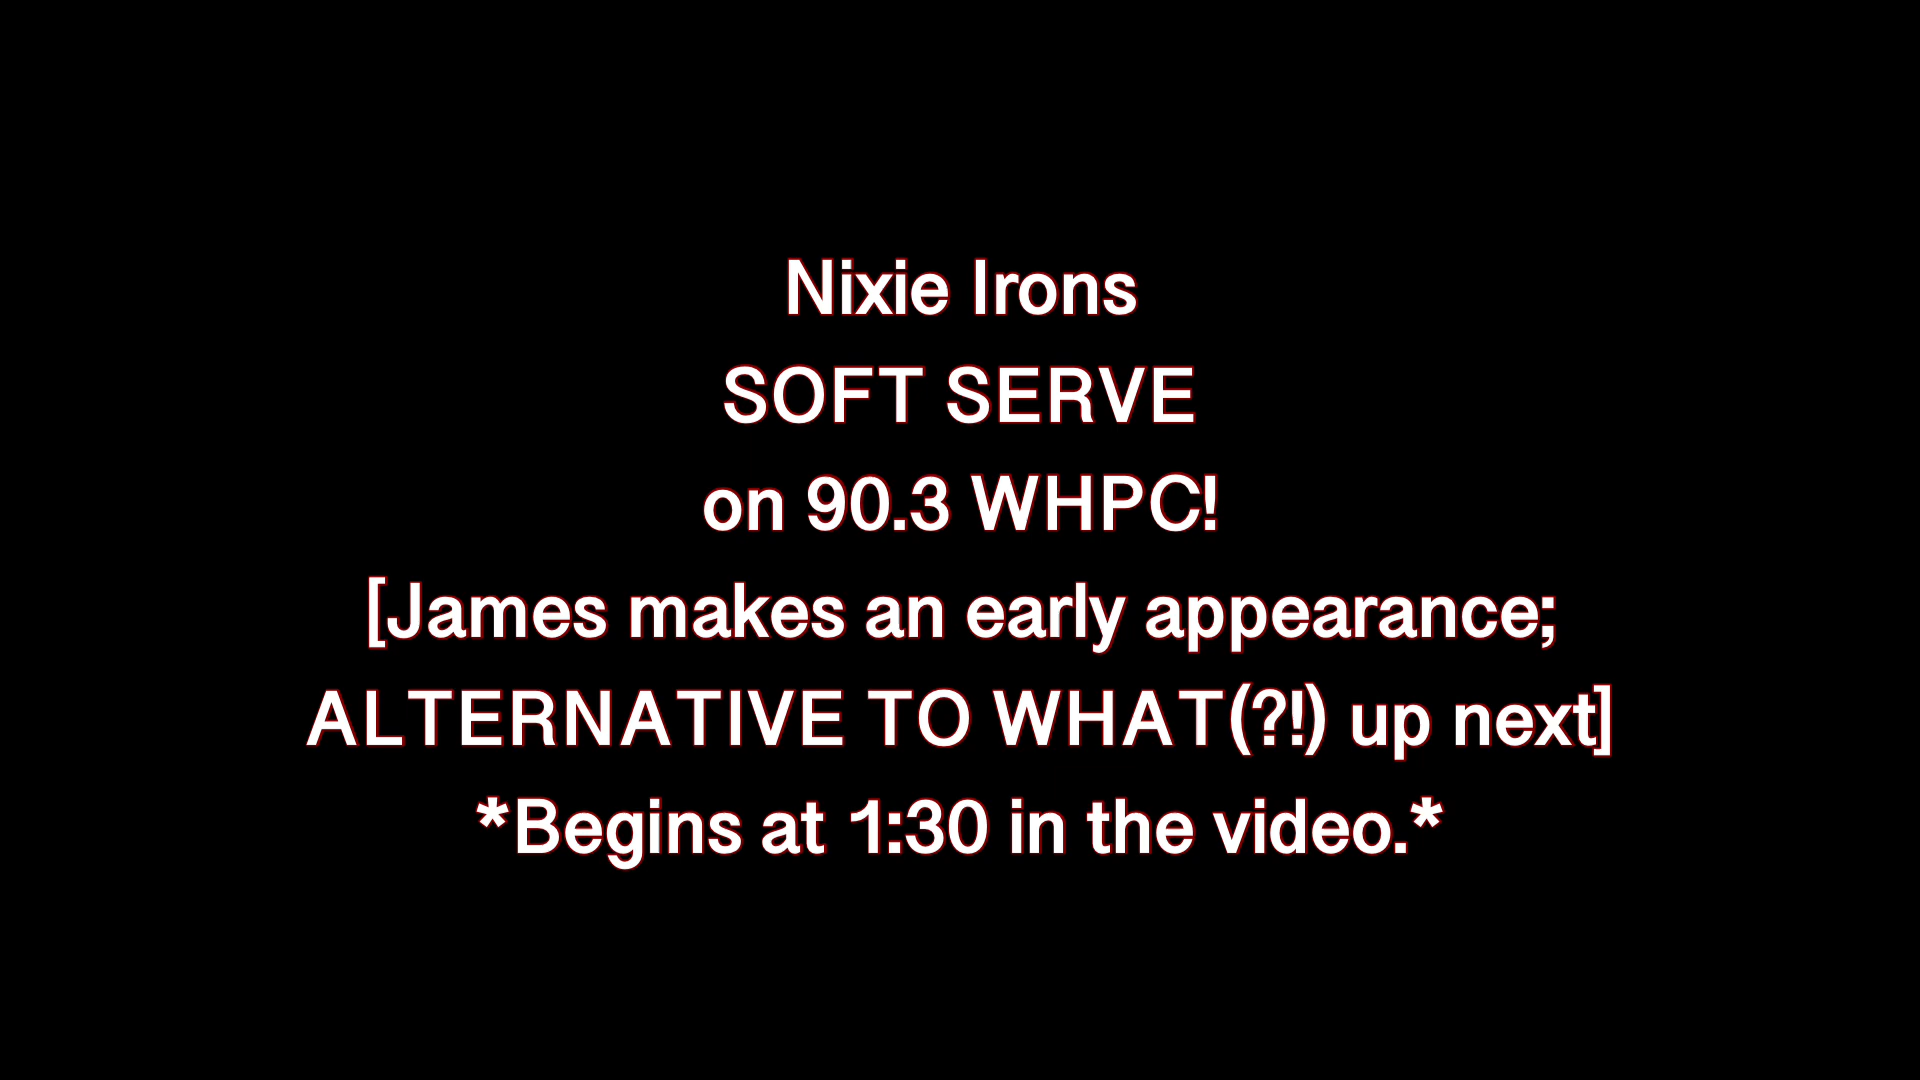 Nixie Irons
SOFT SERVE
on 90.3 WHPC!
[James makes an early appearance;
ALTERNATIVE TO WHAT(?!) up next]
*Begins at 1:30 in the video.*